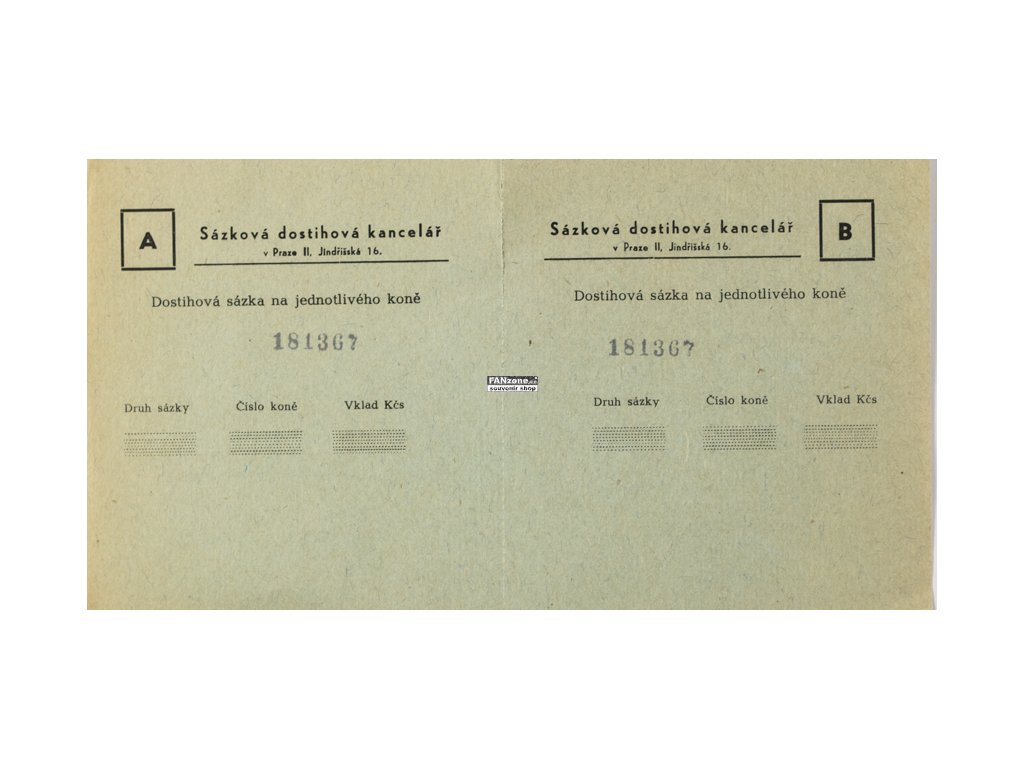 A
Sázková dostihová kancelář
v Praze II, Jindřišská 16.
Dostihová sázka na jednotlivého koně
181367
Druh sázky Číslo koně Vklad Kčs
Sázková dostihová kancelář
v Praze II, Jindřišská 16.
B
Dostihová sázka na jednotlivého koně
181367
Druh sázky Číslo koně Vklad Kčs
FANzone.cz
souvenir shop